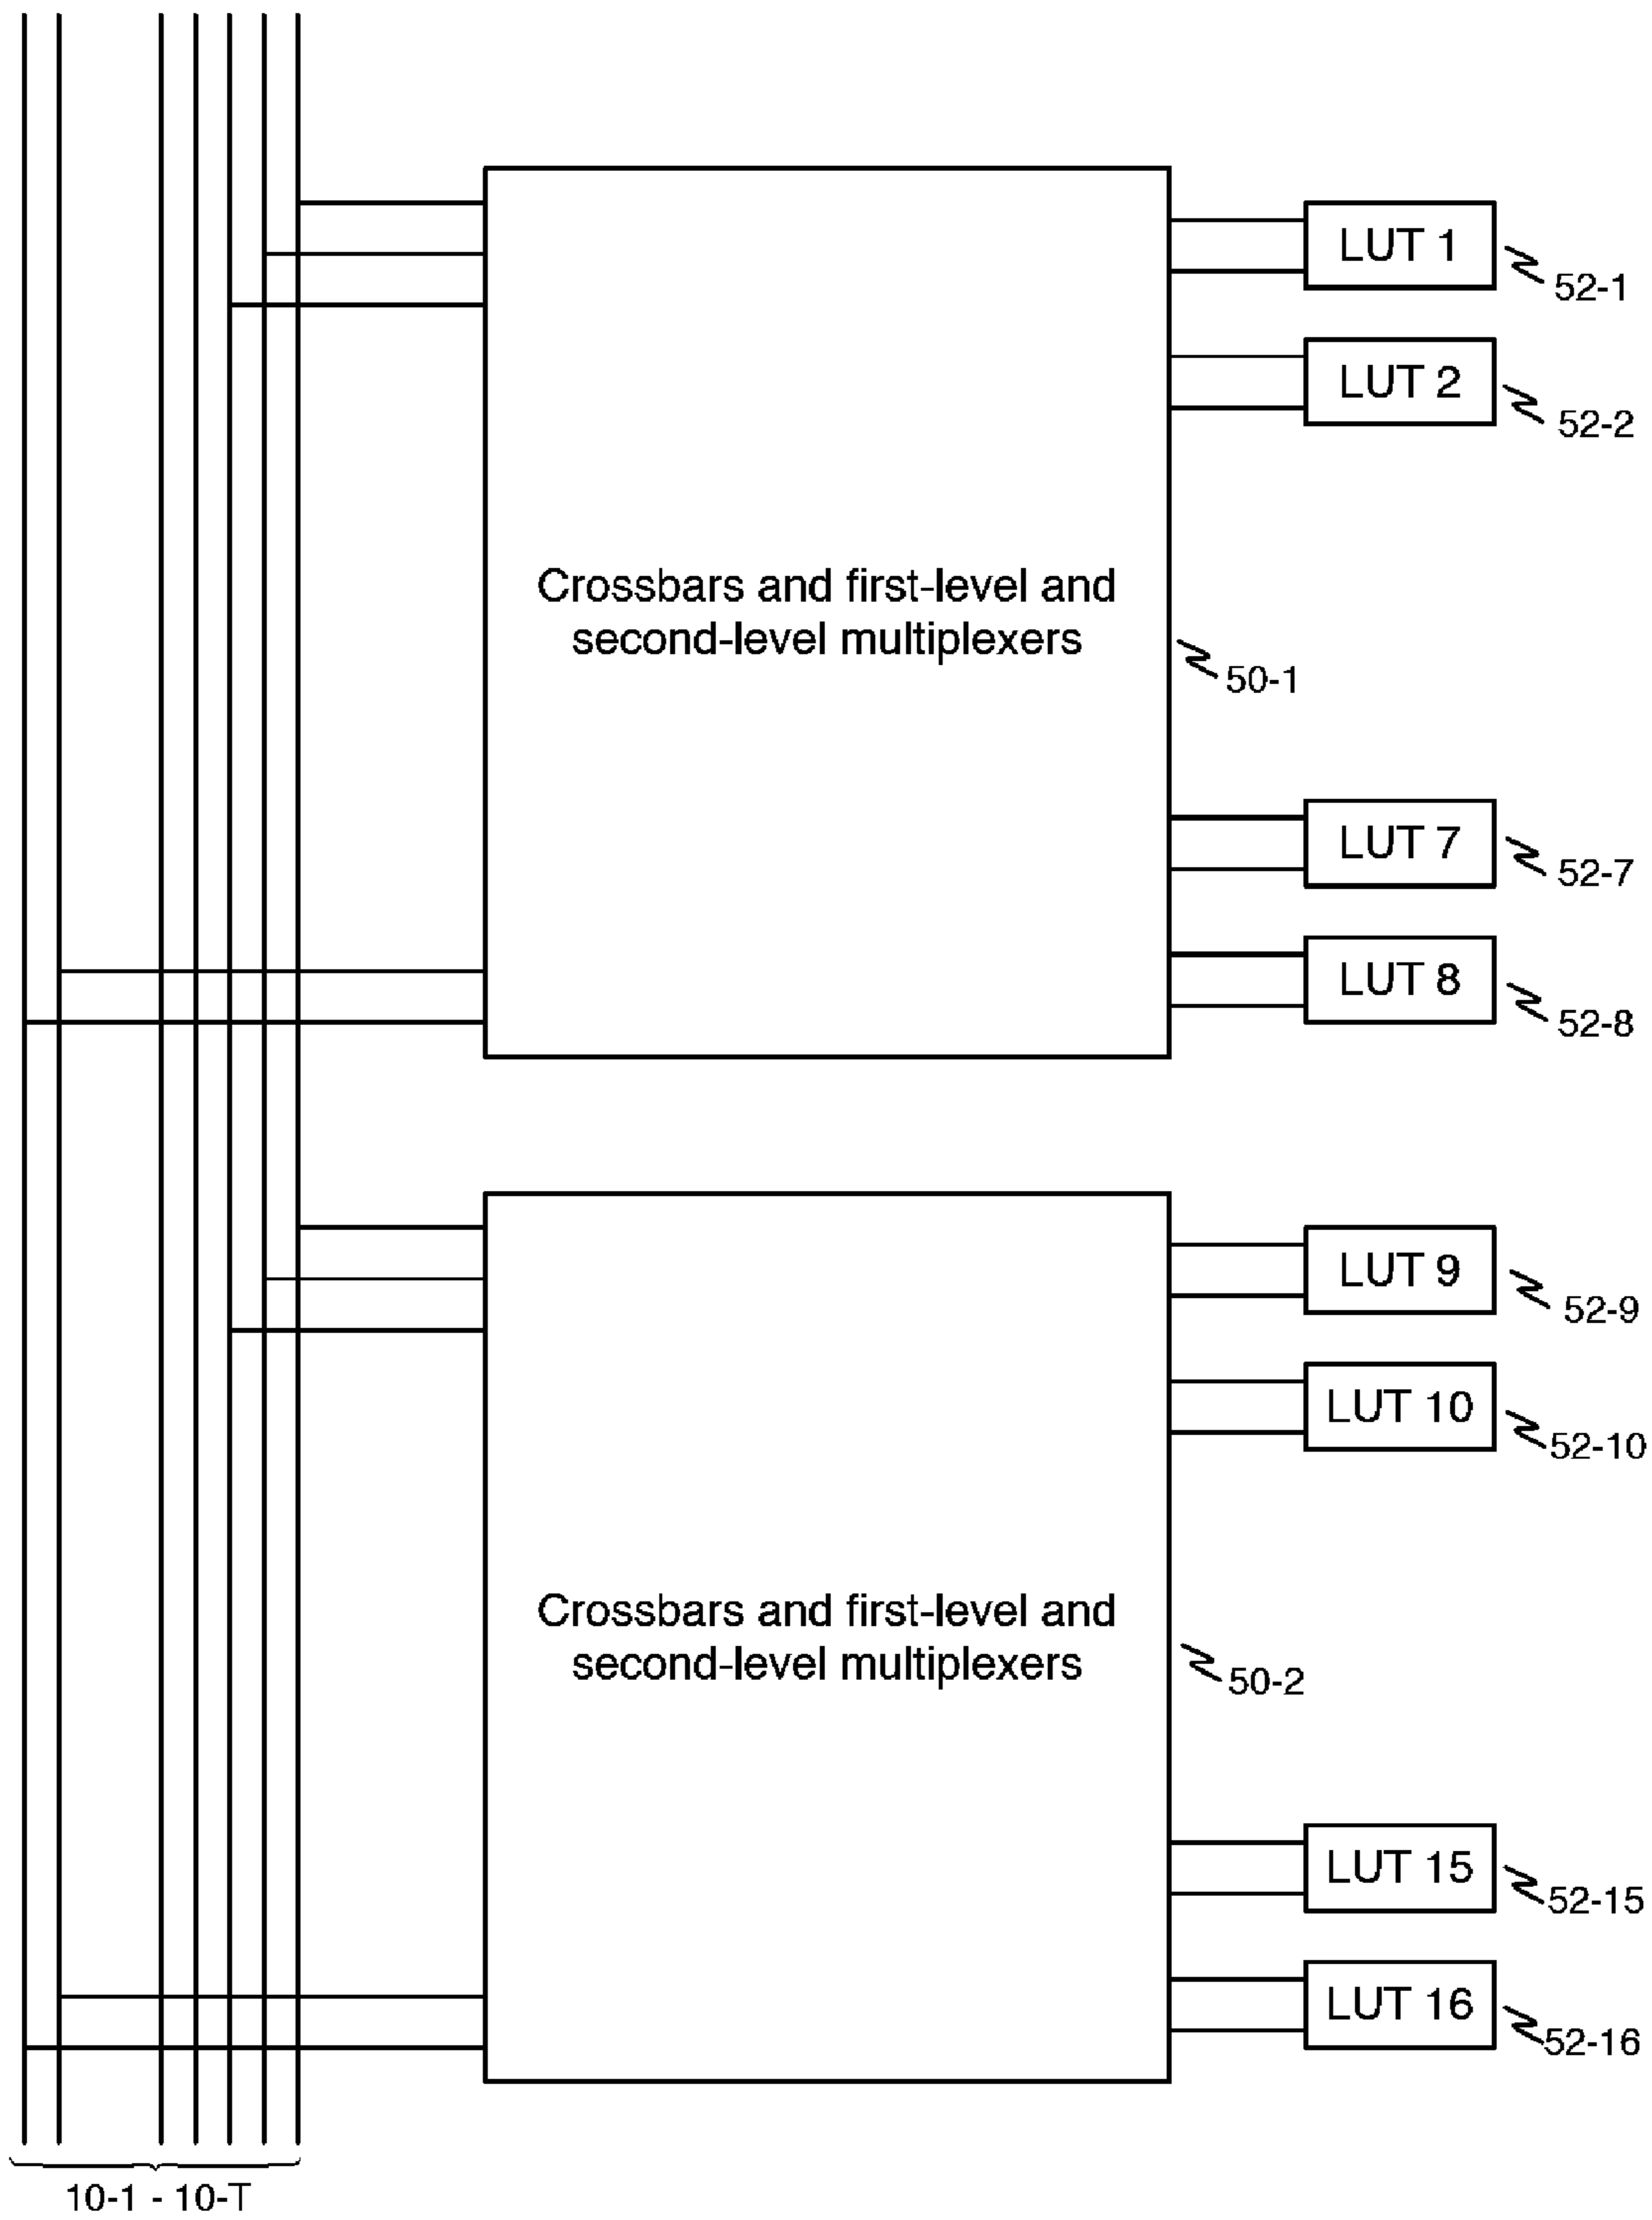 LUT 1
52-1
LUT 2
52-2
Crossbars and first-level and
second-level multiplexers
50-1
LUT 7
52-7
LUT 8
52-8
LUT 9
52-9
LUT 10
52-10
Crossbars and first-level and
second-level multiplexers
50-2
LUT 15
52-15
LUT 16
52-16
10-1 - 10-T